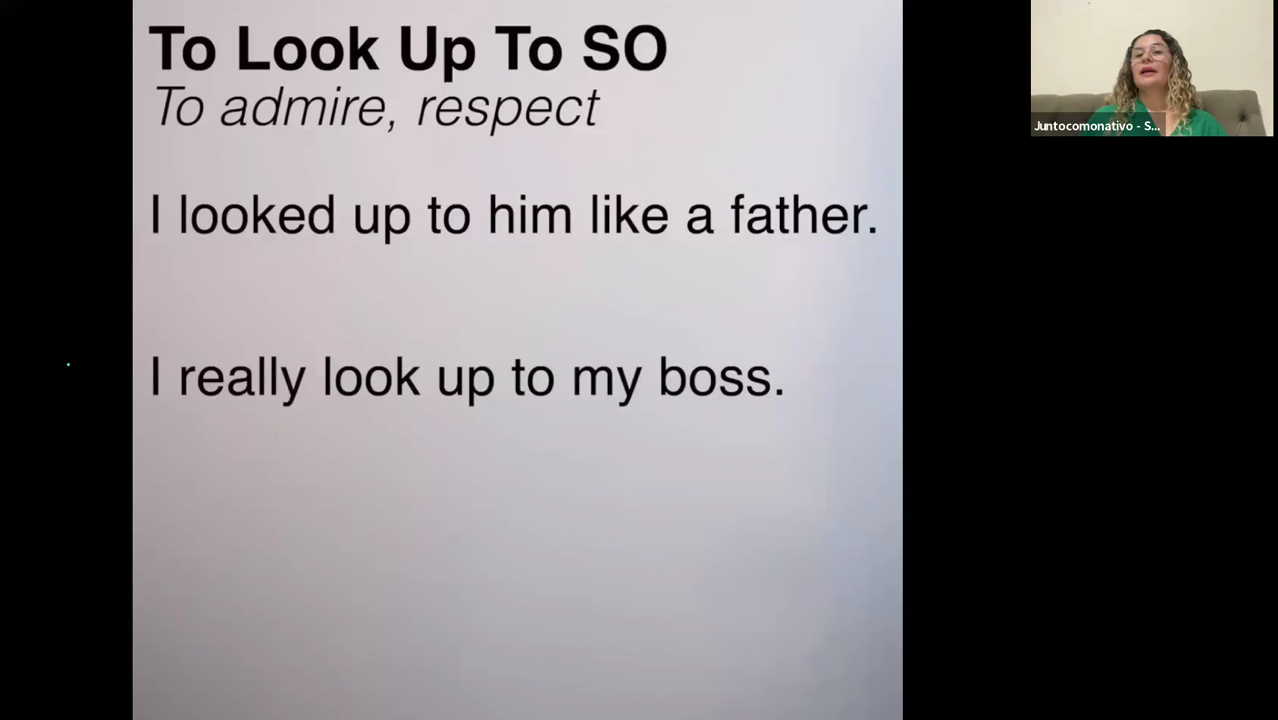 To Look Up To SO
To admire, respect
I looked up to him like a father.
I really look up to my boss.
Juntocomonativo - S...